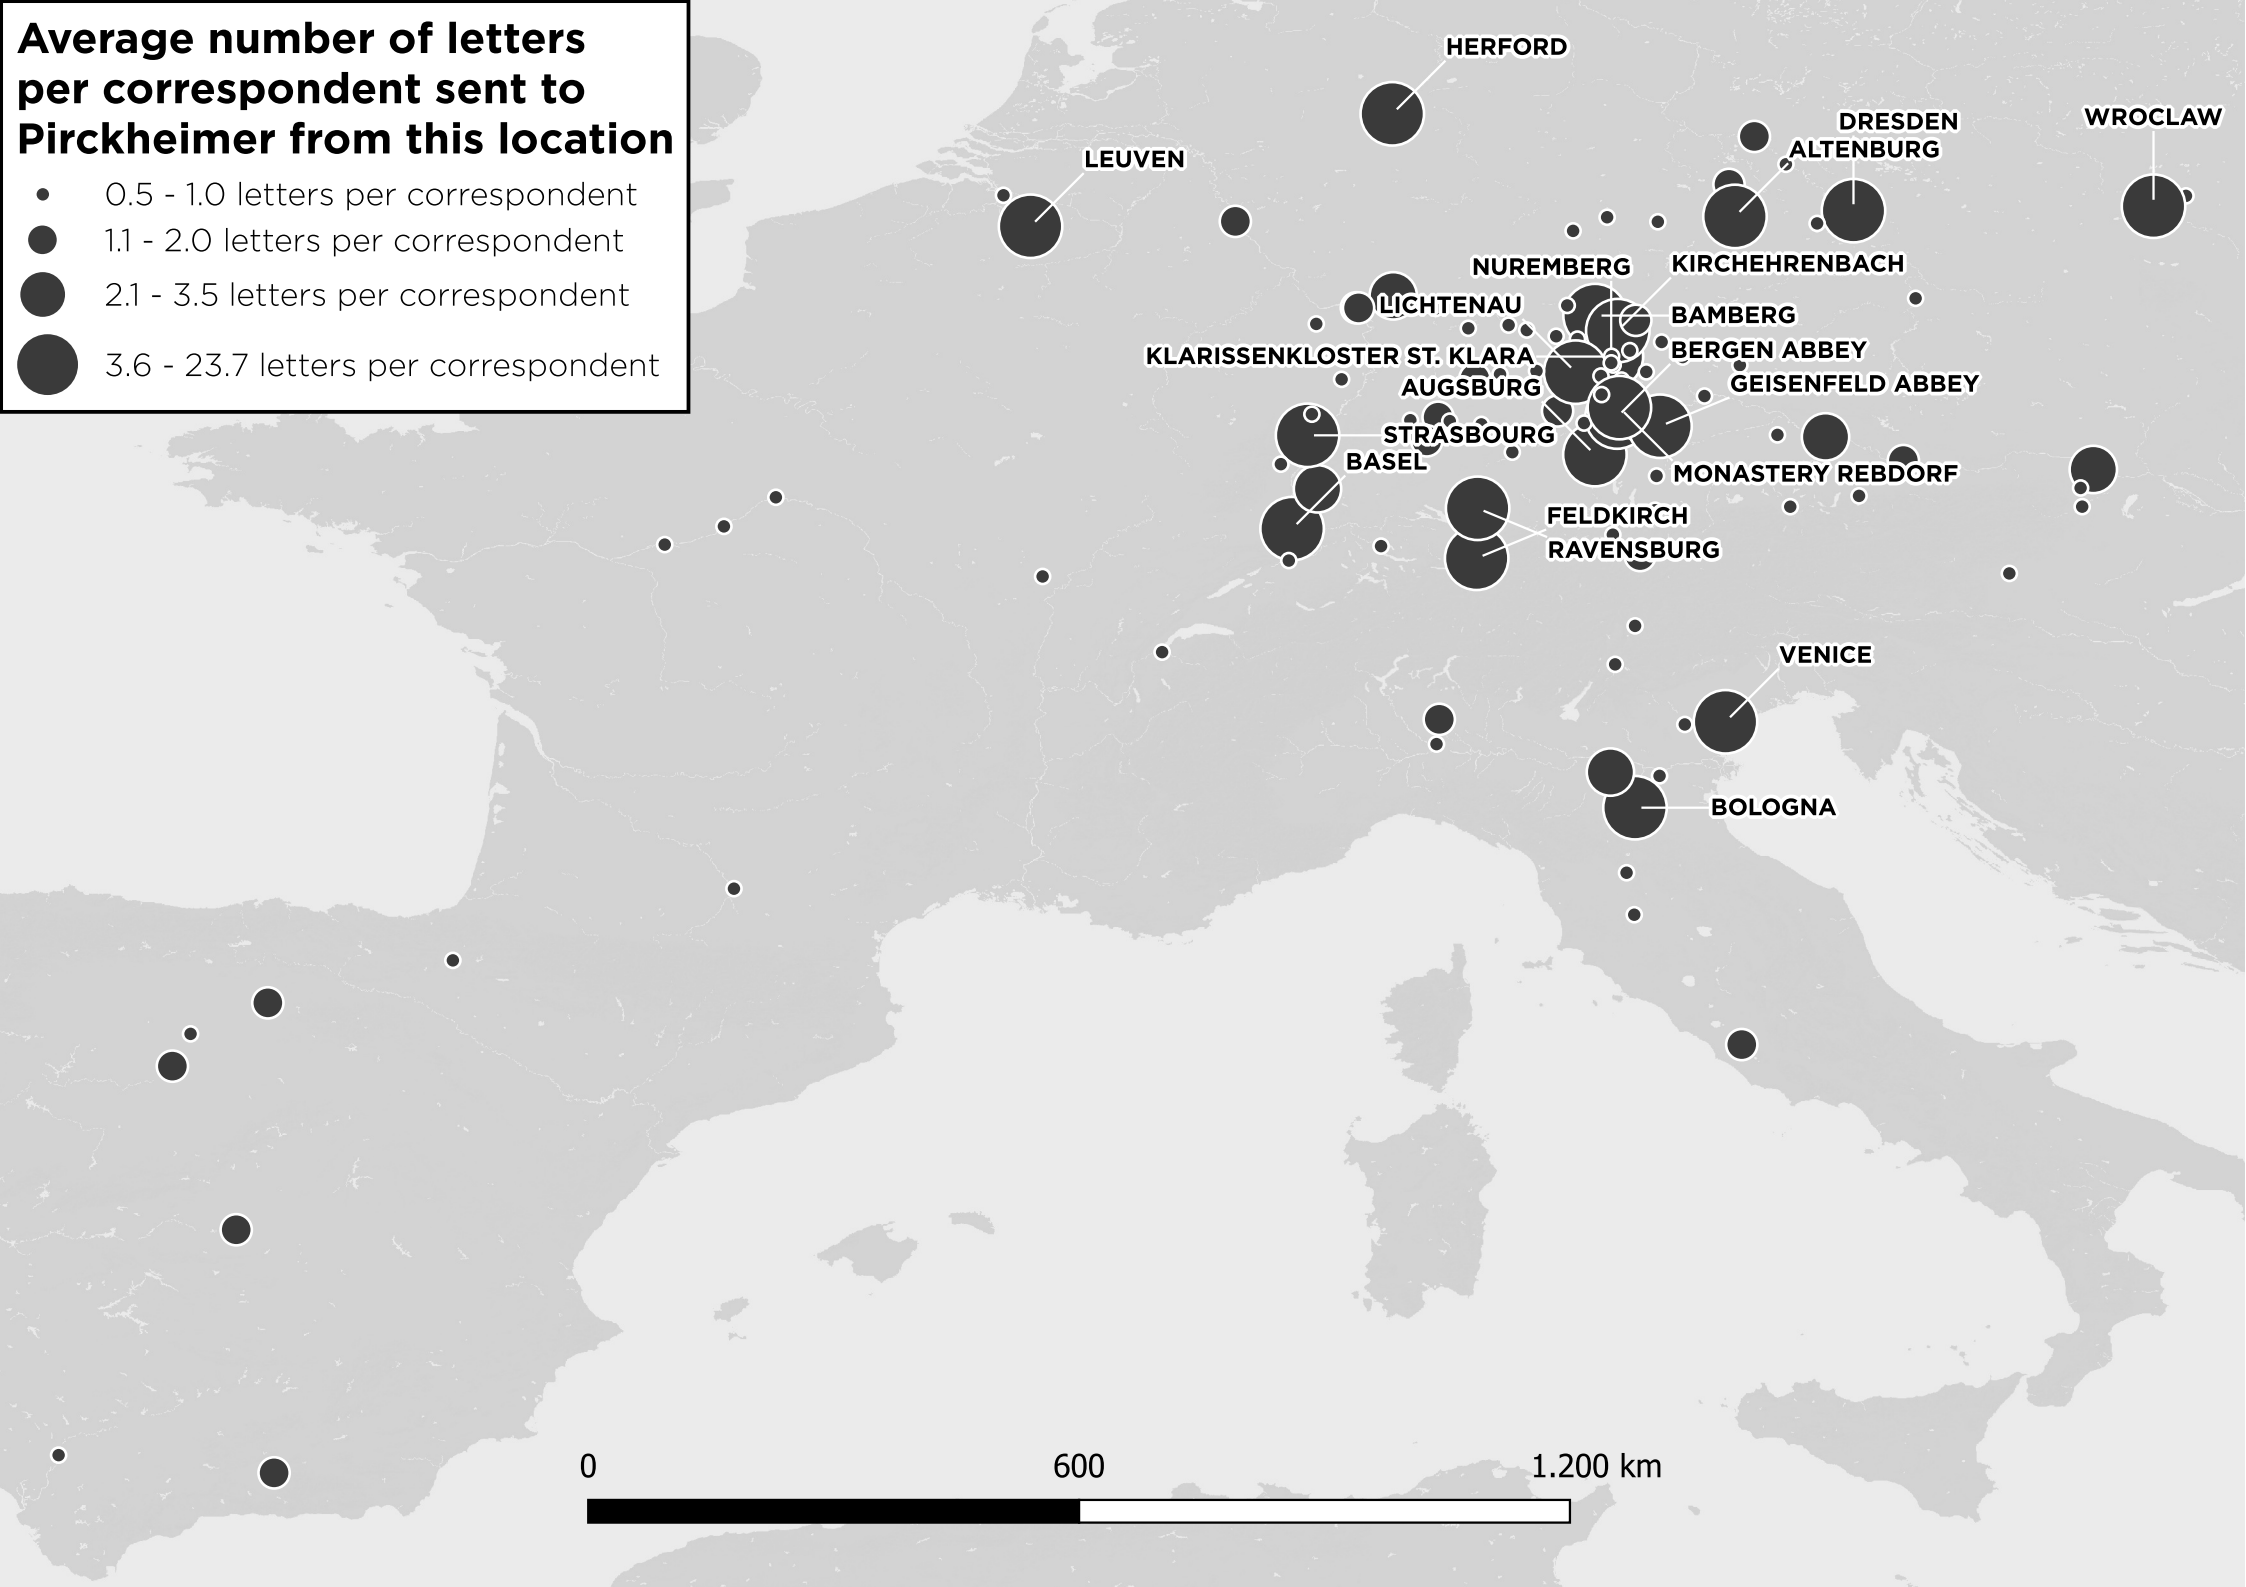 Average number of letters
per correspondent sent to
Pirckheimer from this location
0.5 - 1.0 letters per correspondent
1.1 - 2.0 letters per correspondent
2.1 - 3.5 letters per correspondent
3.6 - 23.7 letters per correspondent
HERFORD
LEUVEN
DRESDEN
ALTENBURG
WROCLAW
NUREMBERG
KIRCHEHRENBACH
LICHTENAU
BAMBERG
KLARISSENKLOSTER ST. KLARA
BERGEN ABBEY
AUGSBURG
GEISENFELD ABBEY
STRASBOURG
BASEL
MONASTERY REBDORF
FELDKIRCH
RAVENSBURG
VENICE
BOLOGNA
0 600 1.200 km